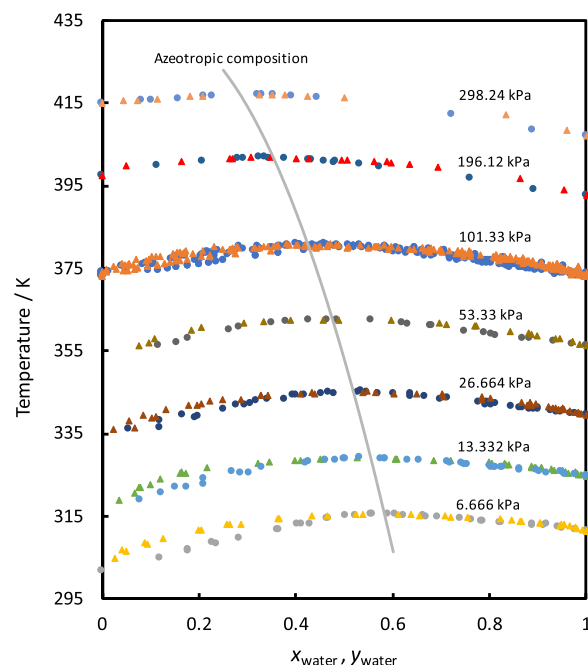 435
Azeotropic composition
415
298.24 kPa
395
196.12 kPa
375
101.33 kPa
Temperature / K
355
53.33 kPa
335
26.664 kPa
13.332 kPa
315
6.666 kPa
295
0 0.2 0.4 0.6 0.8 1
x_water , y_water